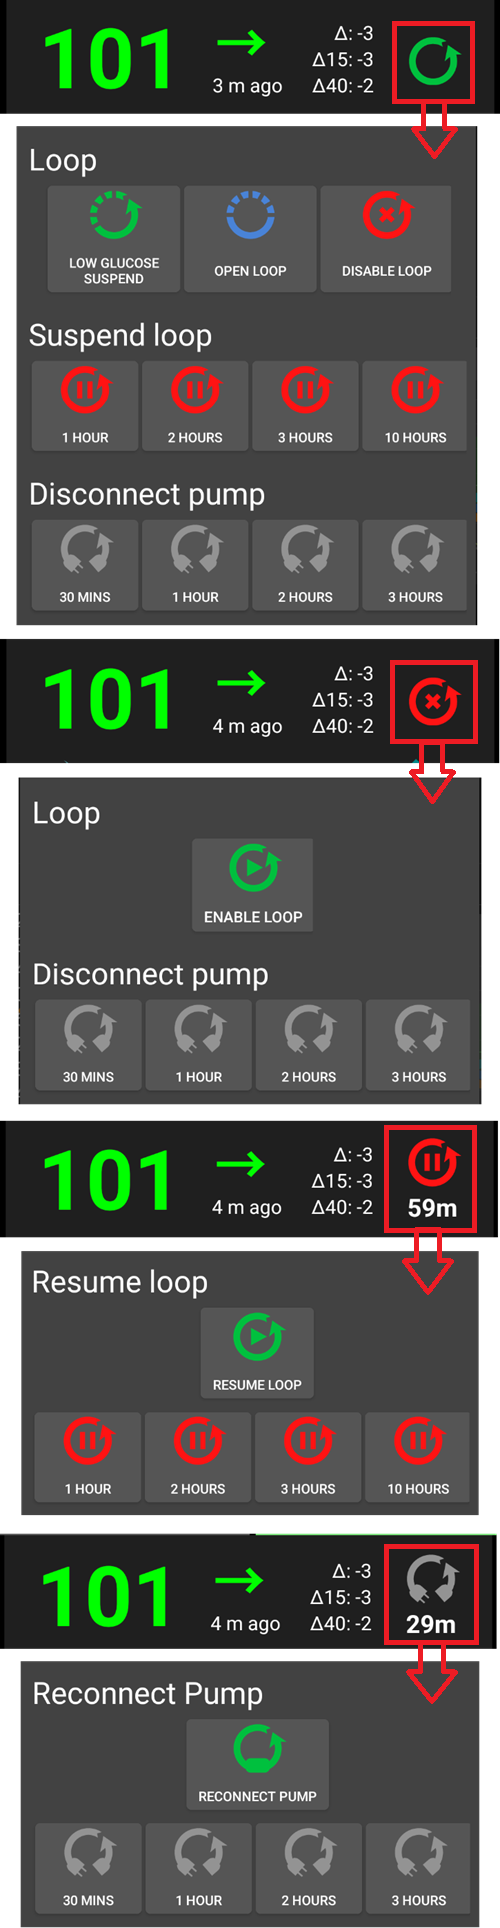 101
→
3 m ago
Δ: -3
Δ15: -3
Δ40: -2
Loop
LOW GLUCOSE
SUSPEND
OPEN LOOP
DISABLE LOOP
Suspend loop
1 HOUR
2 HOURS
3 HOURS
10 HOURS
Disconnect pump
30 MINS
1 HOUR
2 HOURS
3 HOURS
101
→
4 m ago
Δ: -3
Δ15: -3
Δ40: -2
Loop
ENABLE LOOP
Disconnect pump
30 MINS
1 HOUR
2 HOURS
3 HOURS
101
→
4 m ago
Δ: -3
Δ15: -3
Δ40: -2
59m
Resume loop
RESUME LOOP
1 HOUR
2 HOURS
3 HOURS
10 HOURS
101
→
4 m ago
Δ: -3
Δ15: -3
Δ40: -2
29m
Reconnect Pump
RECONNECT PUMP
30 MINS
1 HOUR
2 HOURS
3 HOURS